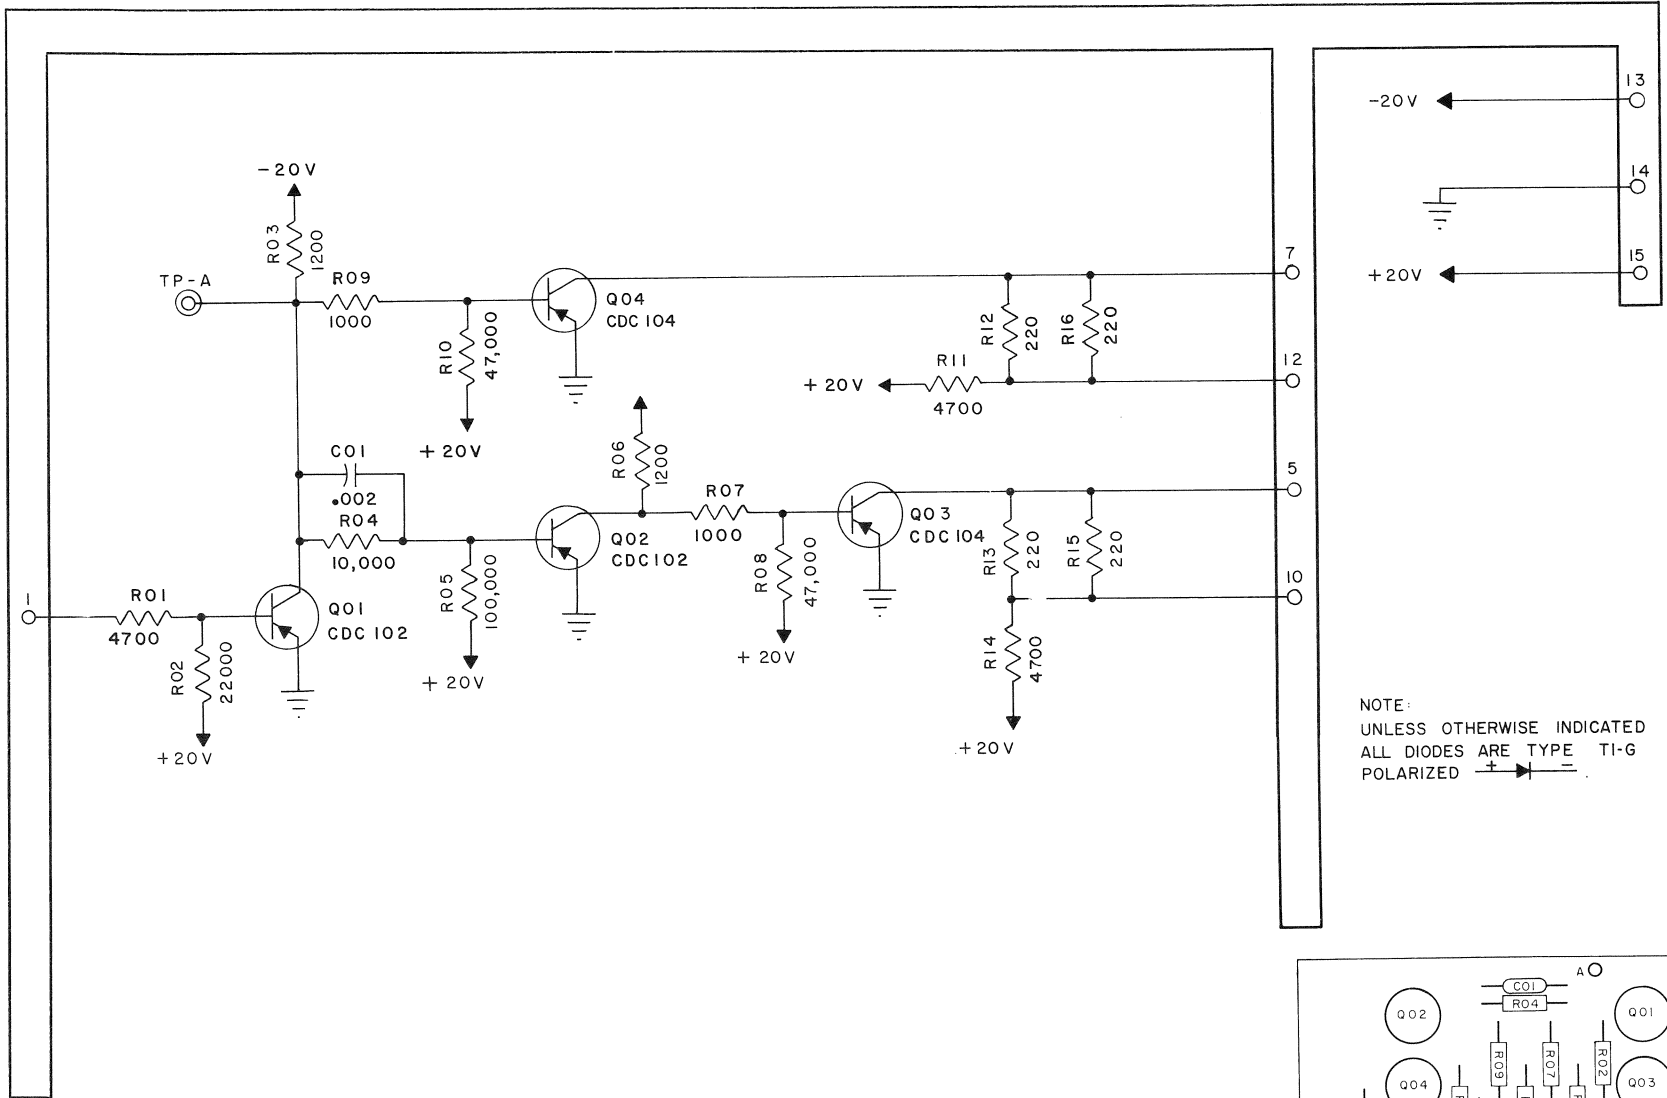 13
-20V
14
-20V
R03
1200
7
15
+20V
TP-A
R09
1000
Q04
CDC 104
R12
220
R16
220
R10
47,000
12
R11
+20V
4700
+20V
C01
.002
R06
1200
5
R04
10,000
R07
1000
Q03
CDC 104
Q02
CDC 102
R13
220
R15
220
R05
100,000
R08
47,000
10
1
R01
4700
Q01
CDC 102
R02
22000
R14
4700
+20V
+20V
+20V
+20V
NOTE:
UNLESS OTHERWISE INDICATED
ALL DIODES ARE TYPE TI-G
POLARIZED + −
A
C01
R04
Q02
Q01
R09
R07
R02
Q04
Q03